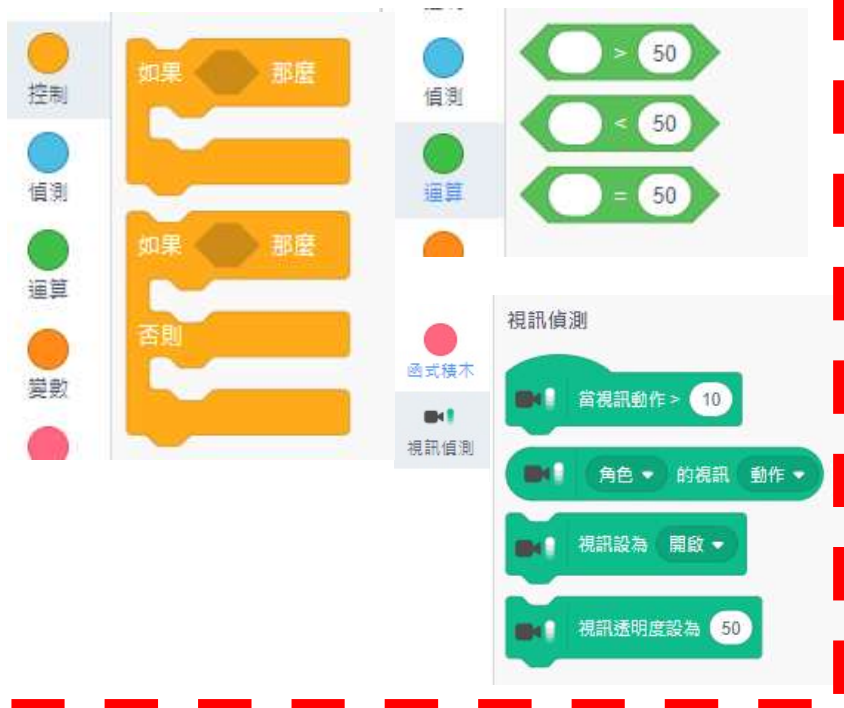 控制
偵測
運算
變數
如果 那麼
如果 那麼
否則
偵測
運算
> 50
< 50
= 50
函式積木
視訊偵測
視訊偵測
當視訊動作 > 10
角色 的視訊 動作
視訊設為 開啟
視訊透明度設為 50